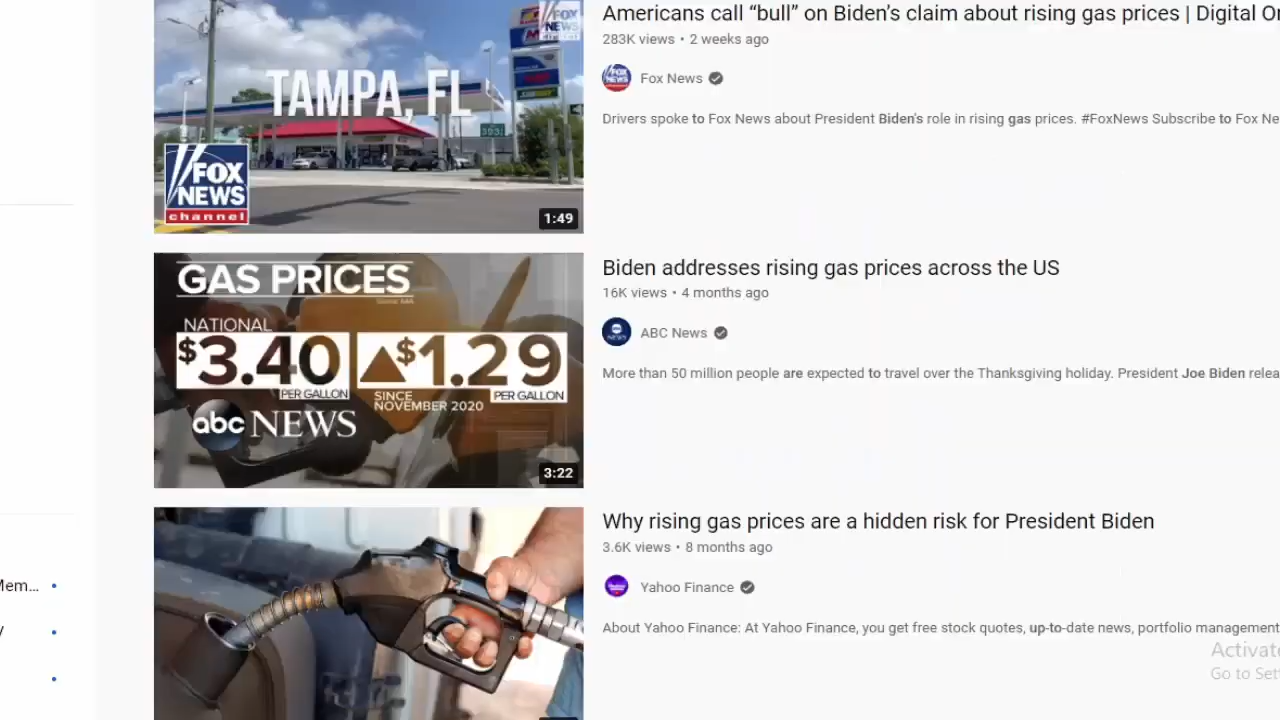 Americans call “bull” on Biden’s claim about rising gas prices | Digital Or
283K views • 2 weeks ago
Fox News
Drivers spoke to Fox News about President Biden's role in rising gas prices. #FoxNews Subscribe to Fox Ne
FOX
NEWS
TAMPA, FL
393
FOX
NEWS
channel
1:49
Biden addresses rising gas prices across the US
16K views • 4 months ago
ABC News
More than 50 million people are expected to travel over the Thanksgiving holiday. President Joe Biden relea
GAS PRICES
NATIONAL
$3.40
PER GALLON
▲$1.29
SINCE
NOVEMBER 2020
PER GALLON
abc NEWS
3:22
Why rising gas prices are a hidden risk for President Biden
3.6K views • 8 months ago
Yahoo Finance
About Yahoo Finance: At Yahoo Finance, you get free stock quotes, up-to-date news, portfolio management
Mem...
Activate
Go to Sett